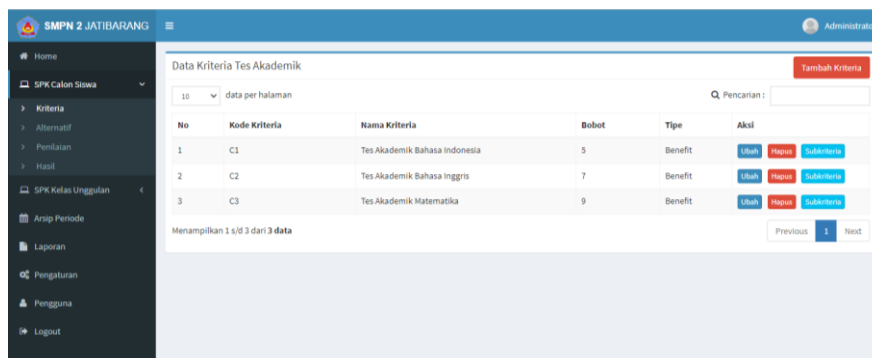 SMPN 2 JATIBARANG
Administrato
Home
SPK Calon Siswa
Kriteria
Alternatif
Penilaian
Hasil
SPK Kelas Unggulan
Arsip Periode
Laporan
Pengaturan
Pengguna
Logout
Data Kriteria Tes Akademik
Tambah Kriteria
10 data per halaman
Pencarian :
No Kode Kriteria Nama Kriteria Bobot Tipe Aksi
1 C1 Tes Akademik Bahasa Indonesia 5 Benefit Ubah Hapus Subkriteria
2 C2 Tes Akademik Bahasa Inggris 7 Benefit Ubah Hapus Subkriteria
3 C3 Tes Akademik Matematika 9 Benefit Ubah Hapus Subkriteria
Menampilkan 1 s/d 3 dari 3 data
Previous 1 Next